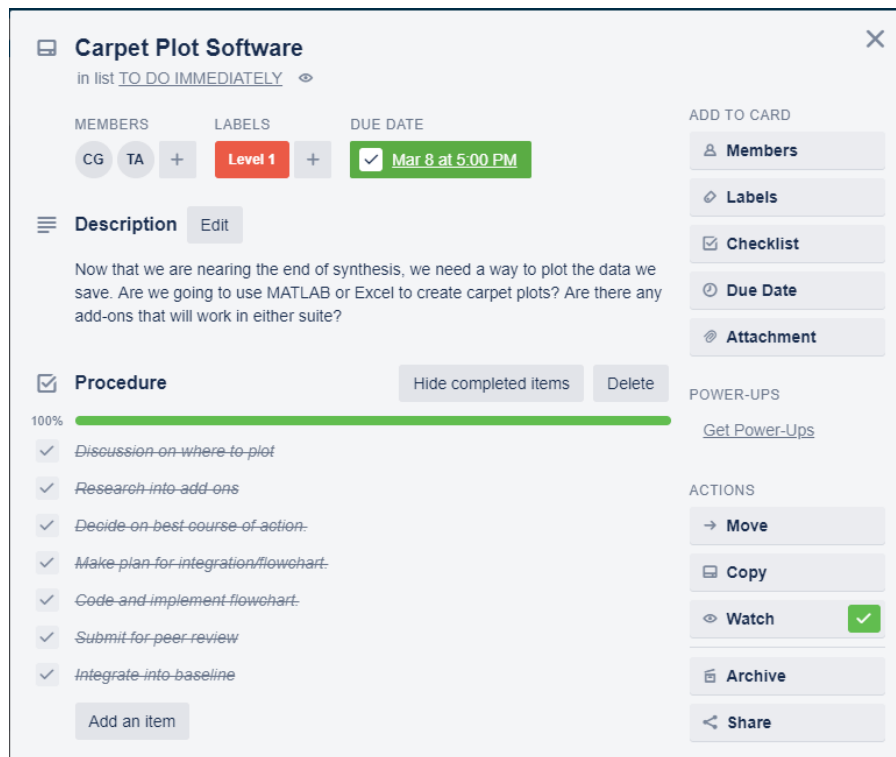 Carpet Plot Software
in list TO DO IMMEDIATELY
MEMBERS
CG TA +
LABELS
Level 1 +
DUE DATE
Mar 8 at 5:00 PM
Description Edit
Now that we are nearing the end of synthesis, we need a way to plot the data we
save. Are we going to use MATLAB or Excel to create carpet plots? Are there any
add-ons that will work in either suite?
Procedure Hide completed items Delete
100%
Discussion on where to plot
Research into add ons
Decide on best course of action.
Make plan for integration/flowchart.
Code and implement flowchart.
Submit for peer review
Integrate into baseline
Add an item
ADD TO CARD
Members
Labels
Checklist
Due Date
Attachment
POWER-UPS
Get Power-Ups
ACTIONS
Move
Copy
Watch
Archive
Share